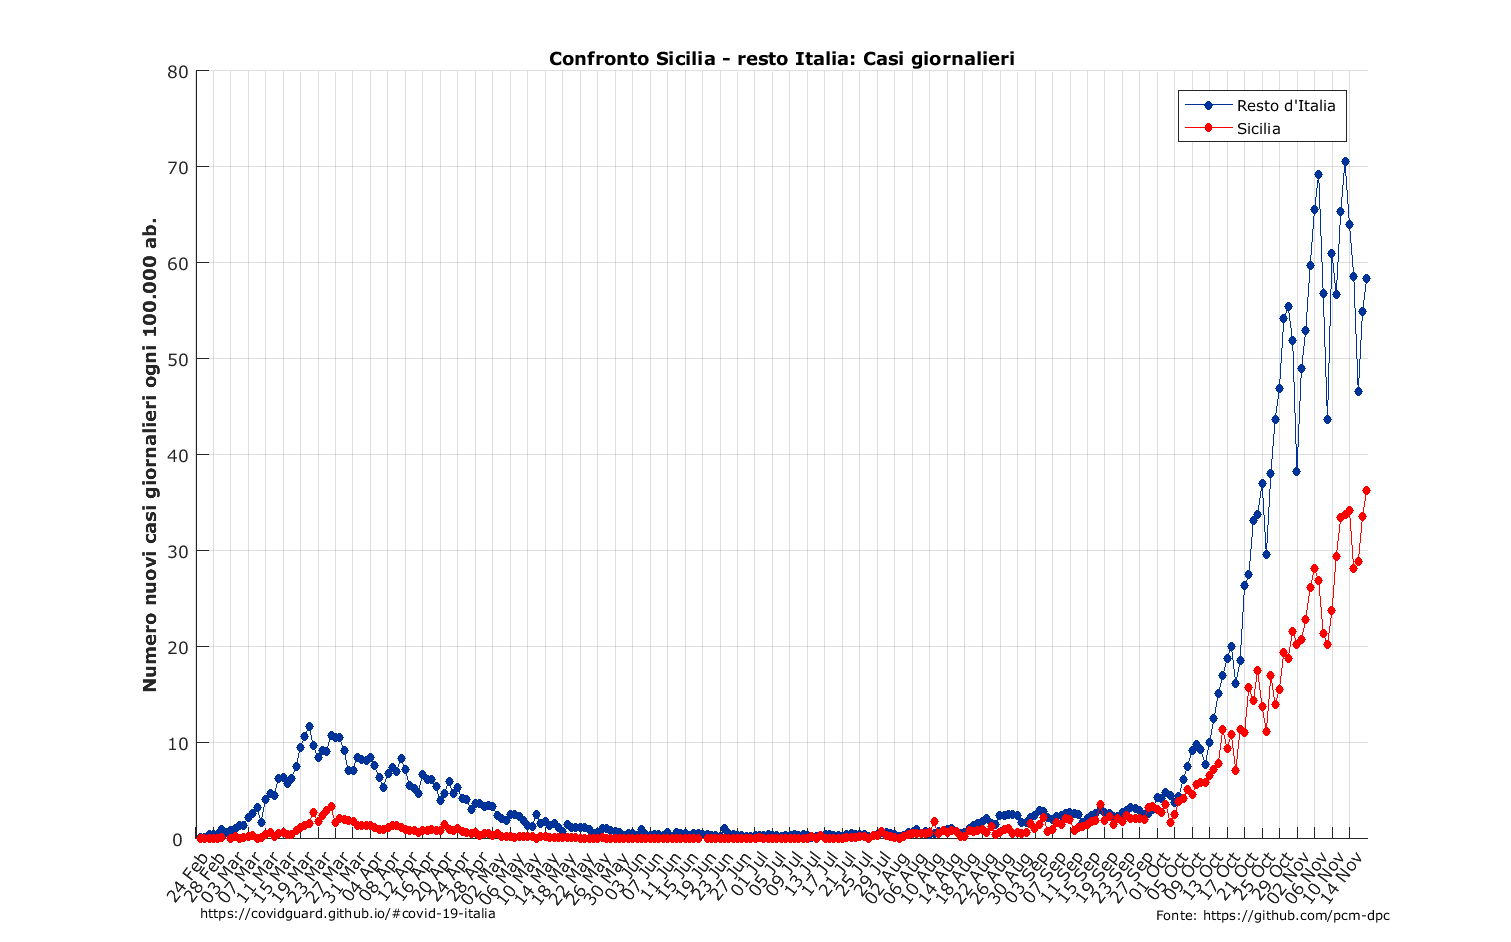 Confronto Sicilia - resto Italia: Casi giornalieri
Resto d'Italia
Sicilia
Numero nuovi casi giornalieri ogni 100.000 ab.
80
70
60
50
40
30
20
10
0
24 Feb
28 Feb
03 Mar
07 Mar
11 Mar
15 Mar
19 Mar
23 Mar
27 Mar
31 Mar
04 Apr
08 Apr
12 Apr
16 Apr
20 Apr
24 Apr
28 Apr
02 May
06 May
10 May
14 May
18 May
22 May
26 May
30 May
03 Jun
07 Jun
11 Jun
15 Jun
19 Jun
23 Jun
27 Jun
01 Jul
05 Jul
09 Jul
13 Jul
17 Jul
21 Jul
25 Jul
29 Jul
02 Aug
06 Aug
10 Aug
14 Aug
18 Aug
22 Aug
26 Aug
30 Aug
03 Sep
07 Sep
11 Sep
15 Sep
19 Sep
23 Sep
27 Sep
01 Oct
05 Oct
09 Oct
13 Oct
17 Oct
21 Oct
25 Oct
29 Oct
02 Nov
06 Nov
10 Nov
14 Nov
https://covidguard.github.io/#covid-19-italia
Fonte: https://github.com/pcm-dpc